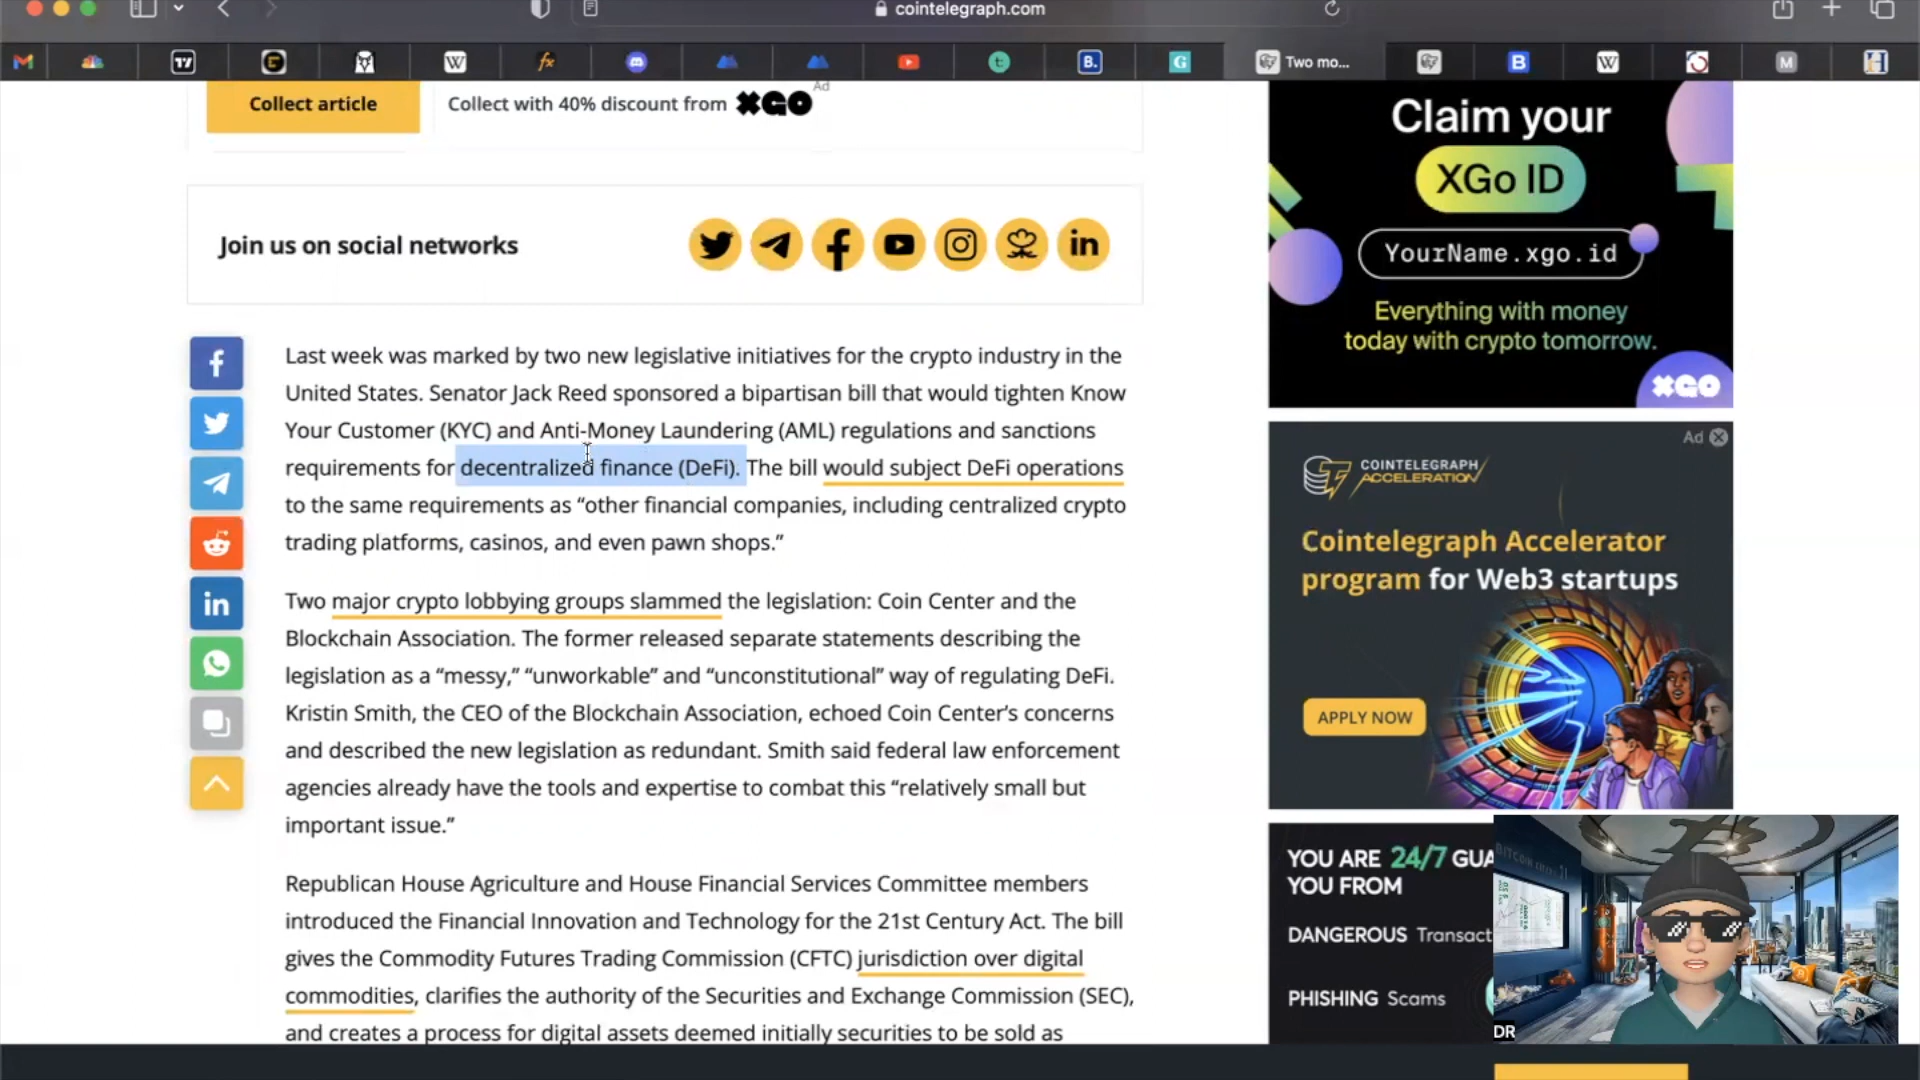 cointelegraph.com
Two mo...
Collect article
Collect with 40% discount from XGO
Ad
Join us on social networks
Last week was marked by two new legislative initiatives for the crypto industry in the
United States. Senator Jack Reed sponsored a bipartisan bill that would tighten Know
Your Customer (KYC) and Anti-Money Laundering (AML) regulations and sanctions
requirements for decentralized finance (DeFi). The bill would subject DeFi operations
to the same requirements as “other financial companies, including centralized crypto
trading platforms, casinos, and even pawn shops.”
Two major crypto lobbying groups slammed the legislation: Coin Center and the
Blockchain Association. The former released separate statements describing the
legislation as a “messy,” “unworkable” and “unconstitutional” way of regulating DeFi.
Kristin Smith, the CEO of the Blockchain Association, echoed Coin Center’s concerns
and described the new legislation as redundant. Smith said federal law enforcement
agencies already have the tools and expertise to combat this “relatively small but
important issue.”
Republican House Agriculture and House Financial Services Committee members
introduced the Financial Innovation and Technology for the 21st Century Act. The bill
gives the Commodity Futures Trading Commission (CFTC) jurisdiction over digital
commodities, clarifies the authority of the Securities and Exchange Commission (SEC),
and creates a process for digital assets deemed initially securities to be sold as
Claim your
XGo ID
YourName.xgo.id
Everything with money
today with crypto tomorrow.
XGO
Ad
COINTELEGRAPH
ACCELERATION
Cointelegraph Accelerator
program for Web3 startups
APPLY NOW
YOU ARE 24/7 GUA
YOU FROM
DANGEROUS Transact
PHISHING Scams
DR